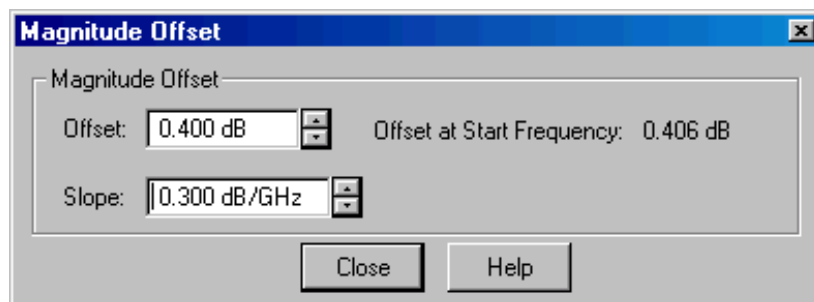 Magnitude Offset
Magnitude Offset
Offset: 0.400 dB Offset at Start Frequency: 0.406 dB
Slope: 0.300 dB/GHz
Close Help